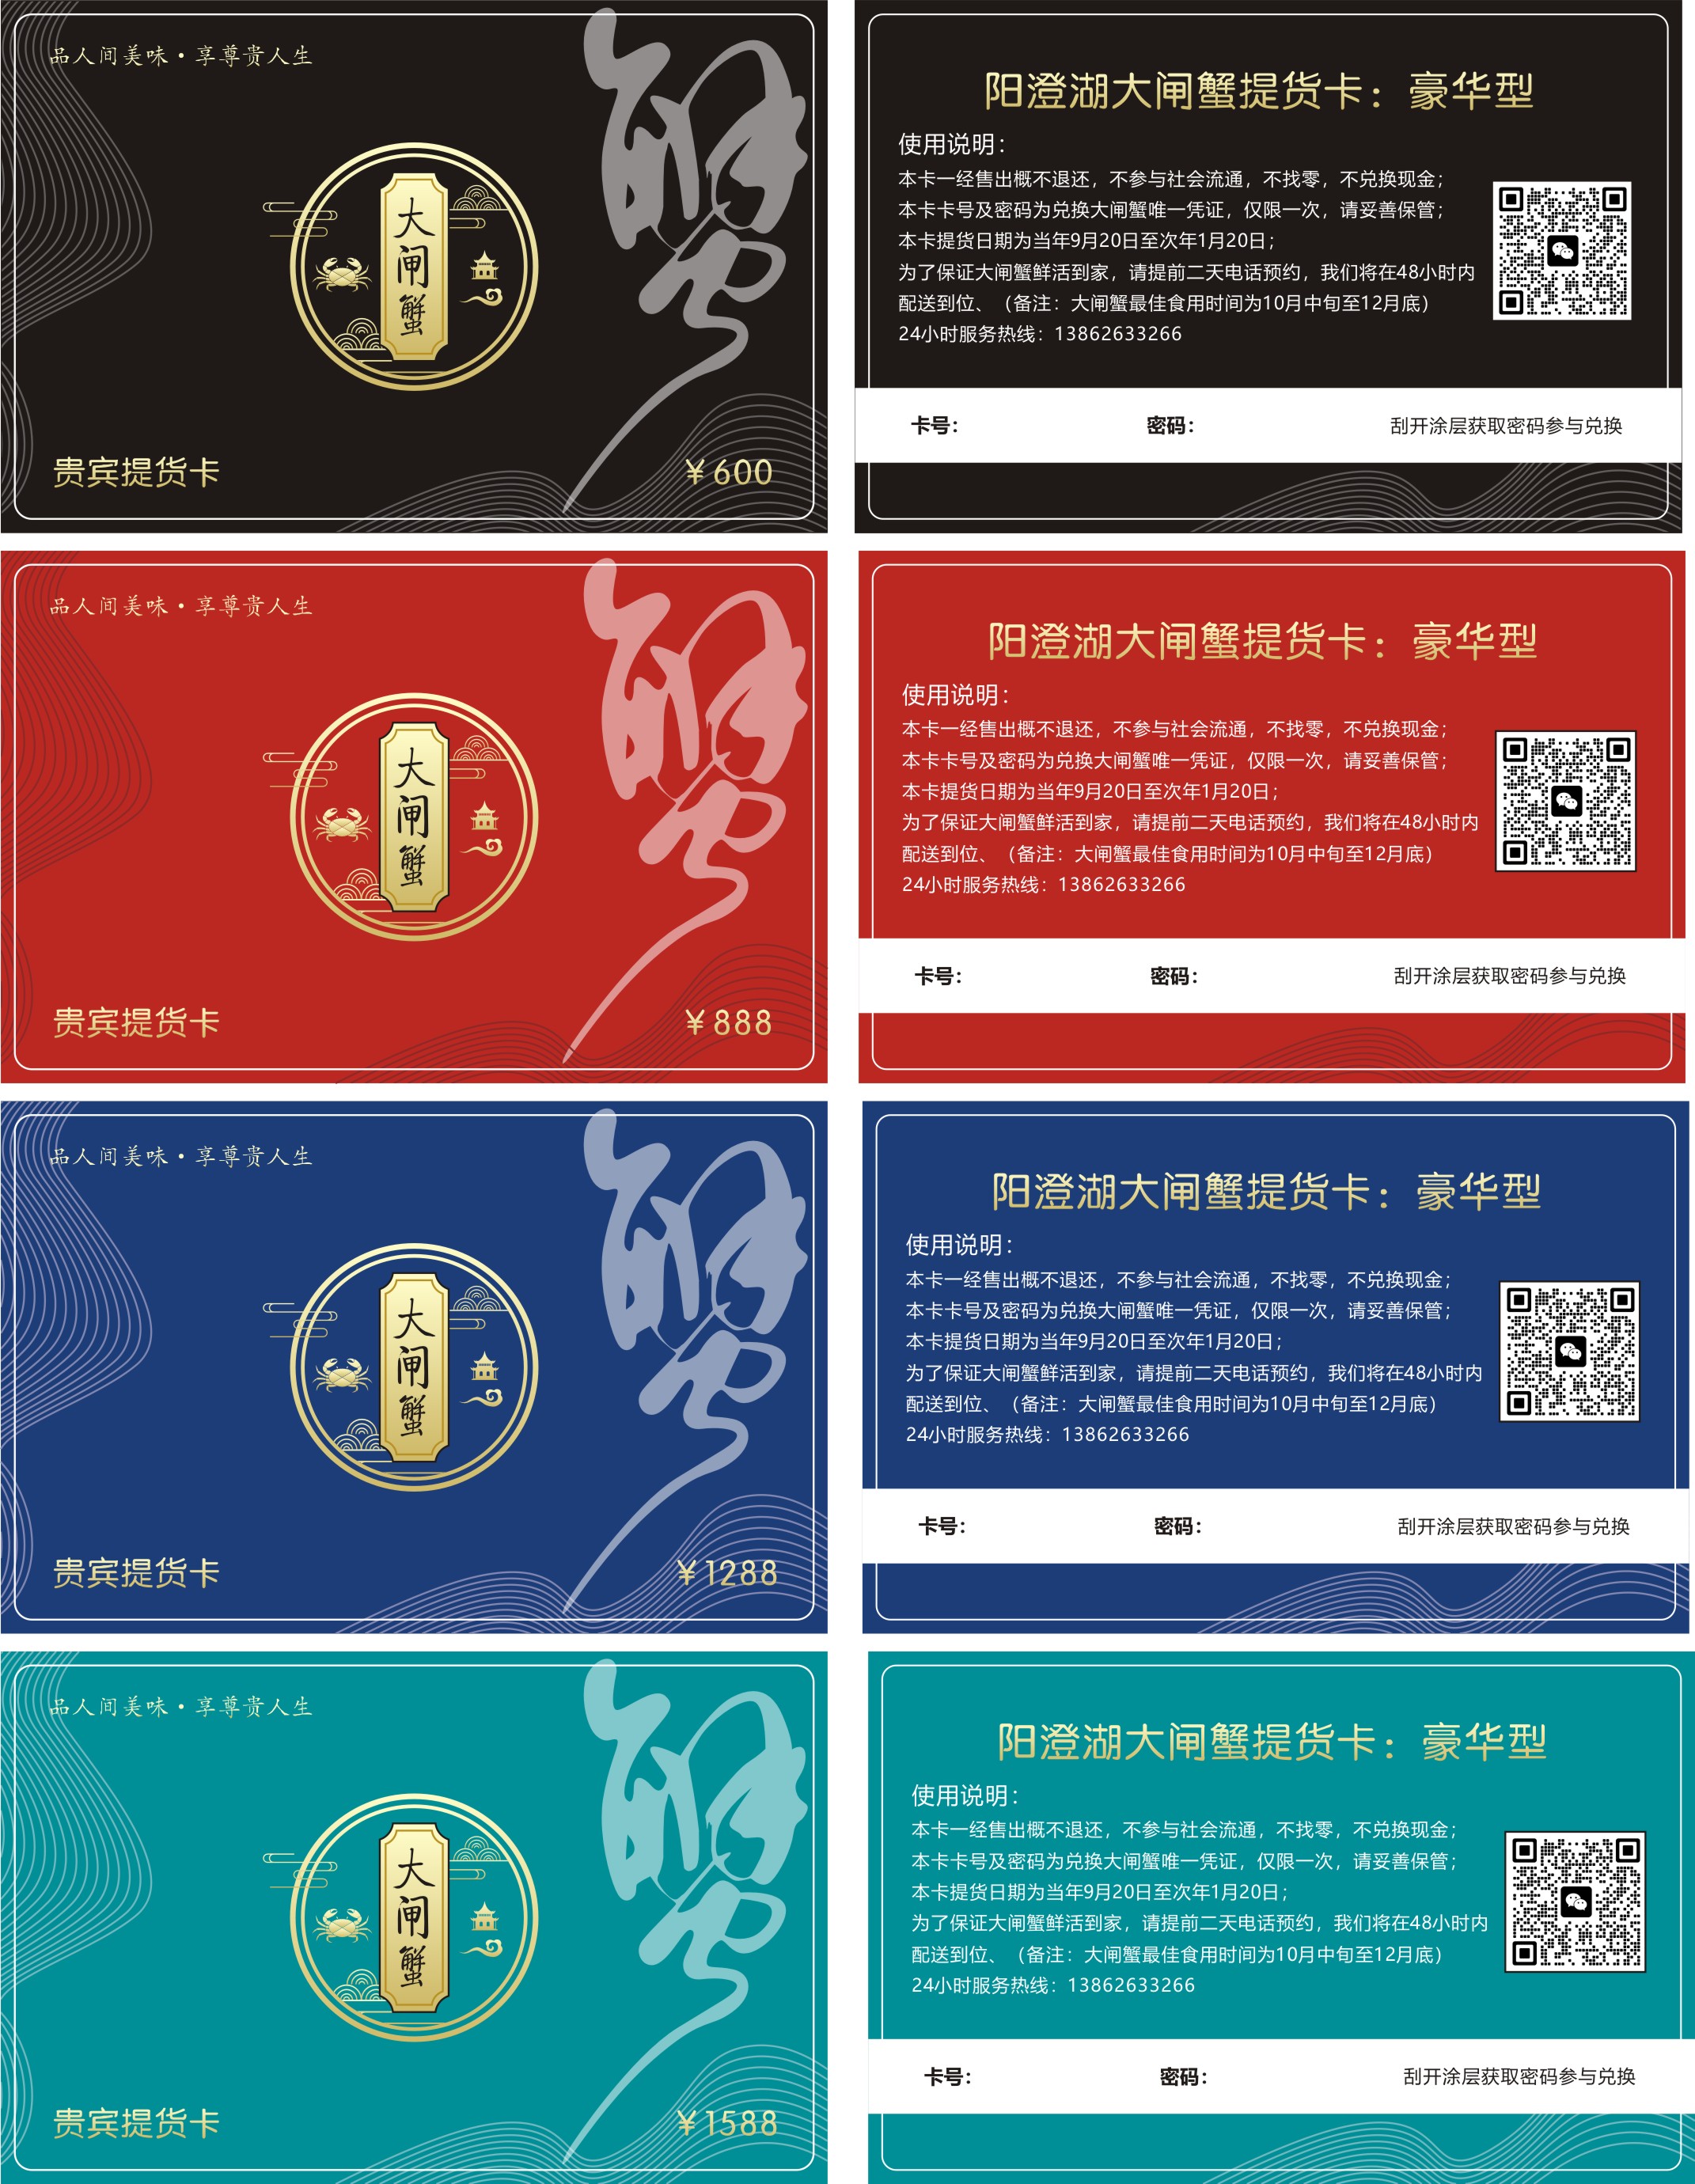 品人间美味·享尊贵人生
蟹
大
闸
蟹
贵宾提货卡
¥600
阳澄湖大闸蟹提货卡：豪华型
使用说明：
本卡一经售出概不退还，不参与社会流通，不找零，不兑换现金；
本卡卡号及密码为兑换大闸蟹唯一凭证，仅限一次，请妥善保管；
本卡提货日期为当年9月20日至次年1月20日；
为了保证大闸蟹鲜活到家，请提前二天电话预约，我们将在48小时内
配送到位、（备注：大闸蟹最佳食用时间为10月中旬至12月底）
24小时服务热线：13862633266
卡号： 密码： 刮开涂层获取密码参与兑换
品人间美味·享尊贵人生
蟹
大
闸
蟹
贵宾提货卡
¥888
阳澄湖大闸蟹提货卡：豪华型
使用说明：
本卡一经售出概不退还，不参与社会流通，不找零，不兑换现金；
本卡卡号及密码为兑换大闸蟹唯一凭证，仅限一次，请妥善保管；
本卡提货日期为当年9月20日至次年1月20日；
为了保证大闸蟹鲜活到家，请提前二天电话预约，我们将在48小时内
配送到位、（备注：大闸蟹最佳食用时间为10月中旬至12月底）
24小时服务热线：13862633266
卡号： 密码： 刮开涂层获取密码参与兑换
品人间美味·享尊贵人生
蟹
大
闸
蟹
贵宾提货卡
¥1288
阳澄湖大闸蟹提货卡：豪华型
使用说明：
本卡一经售出概不退还，不参与社会流通，不找零，不兑换现金；
本卡卡号及密码为兑换大闸蟹唯一凭证，仅限一次，请妥善保管；
本卡提货日期为当年9月20日至次年1月20日；
为了保证大闸蟹鲜活到家，请提前二天电话预约，我们将在48小时内
配送到位、（备注：大闸蟹最佳食用时间为10月中旬至12月底）
24小时服务热线：13862633266
卡号： 密码： 刮开涂层获取密码参与兑换
品人间美味·享尊贵人生
蟹
大
闸
蟹
贵宾提货卡
¥1588
阳澄湖大闸蟹提货卡：豪华型
使用说明：
本卡一经售出概不退还，不参与社会流通，不找零，不兑换现金；
本卡卡号及密码为兑换大闸蟹唯一凭证，仅限一次，请妥善保管；
本卡提货日期为当年9月20日至次年1月20日；
为了保证大闸蟹鲜活到家，请提前二天电话预约，我们将在48小时内
配送到位、（备注：大闸蟹最佳食用时间为10月中旬至12月底）
24小时服务热线：13862633266
卡号： 密码： 刮开涂层获取密码参与兑换